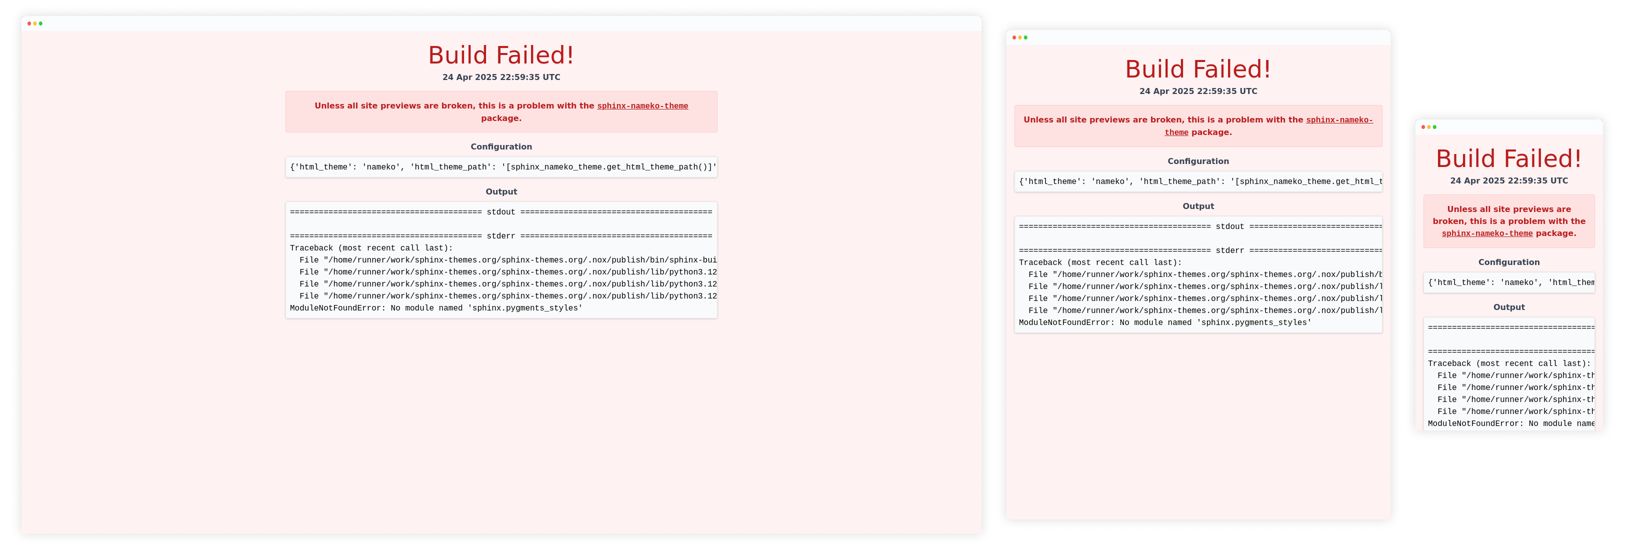 Build Failed!
24 Apr 2025 22:59:35 UTC
Unless all site previews are broken, this is a problem with the sphinx-nameko-theme
package.
Configuration
{'html_theme': 'nameko', 'html_theme_path': '[sphinx_nameko_theme.get_html_theme_path()]'
Output
======================================== stdout ========================================
======================================== stderr ========================================
Traceback (most recent call last):
  File "/home/runner/work/sphinx-themes.org/sphinx-themes.org/.nox/publish/bin/sphinx-bui
  File "/home/runner/work/sphinx-themes.org/sphinx-themes.org/.nox/publish/lib/python3.12
  File "/home/runner/work/sphinx-themes.org/sphinx-themes.org/.nox/publish/lib/python3.12
  File "/home/runner/work/sphinx-themes.org/sphinx-themes.org/.nox/publish/lib/python3.12
ModuleNotFoundError: No module named 'sphinx.pygments_styles'
Build Failed!
24 Apr 2025 22:59:35 UTC
Unless all site previews are broken, this is a problem with the sphinx-nameko-
theme package.
Configuration
{'html_theme': 'nameko', 'html_theme_path': '[sphinx_nameko_theme.get_html_t
Output
======================================== stdout ============================
======================================== stderr ============================
Traceback (most recent call last):
  File "/home/runner/work/sphinx-themes.org/sphinx-themes.org/.nox/publish/b
  File "/home/runner/work/sphinx-themes.org/sphinx-themes.org/.nox/publish/l
  File "/home/runner/work/sphinx-themes.org/sphinx-themes.org/.nox/publish/l
  File "/home/runner/work/sphinx-themes.org/sphinx-themes.org/.nox/publish/l
ModuleNotFoundError: No module named 'sphinx.pygments_styles'
Build Failed!
24 Apr 2025 22:59:35 UTC
Unless all site previews are
broken, this is a problem with the
sphinx-nameko-theme package.
Configuration
{'html_theme': 'nameko', 'html_them
Output
===================================
===================================
Traceback (most recent call last):
  File "/home/runner/work/sphinx-th
  File "/home/runner/work/sphinx-th
  File "/home/runner/work/sphinx-th
  File "/home/runner/work/sphinx-th
ModuleNotFoundError: No module name